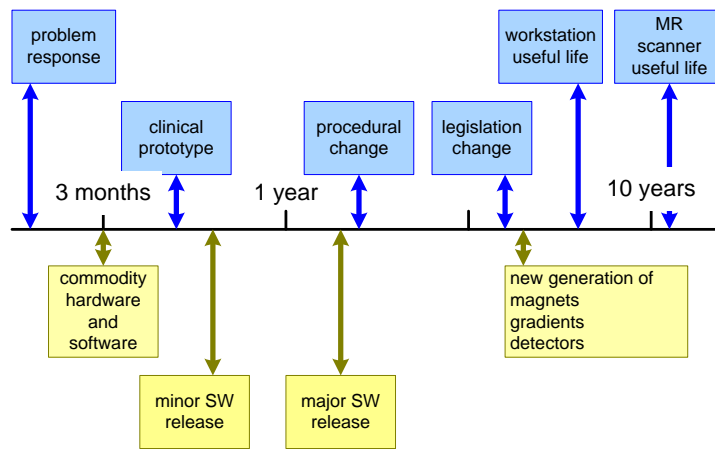 problem
response
workstation
useful life
MR
scanner
useful life
clinical
prototype
procedural
change
legislation
change
3 months
1 year
10 years
commodity
hardware
and
software
new generation of
magnets
gradients
detectors
minor SW
release
major SW
release